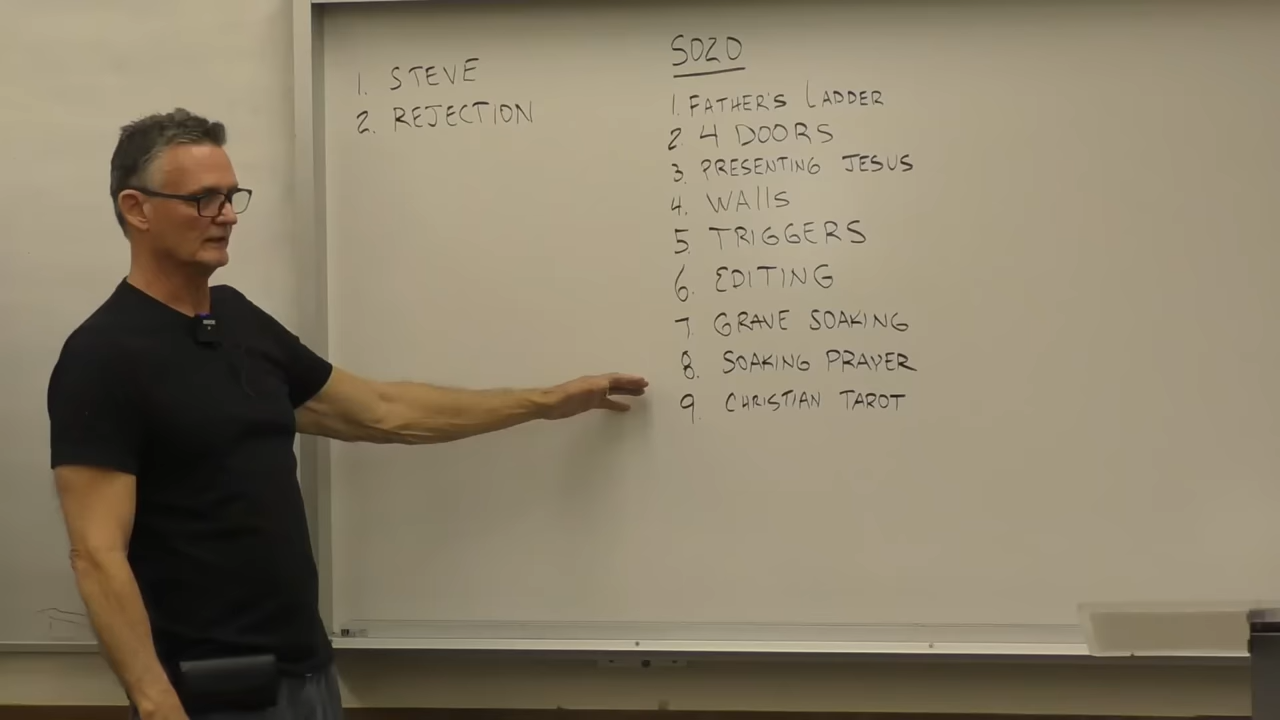 1. STEVE
2. REJECTION
SOZO
1. FATHER'S LADDER
2. 4 DOORS
3. PRESENTING JESUS
4. WAllS
5. TRIGGERS
6. EDITING
7. GRAVE SOAKING
8. SOAKING PRAYER
9. CHRISTIAN TAROT